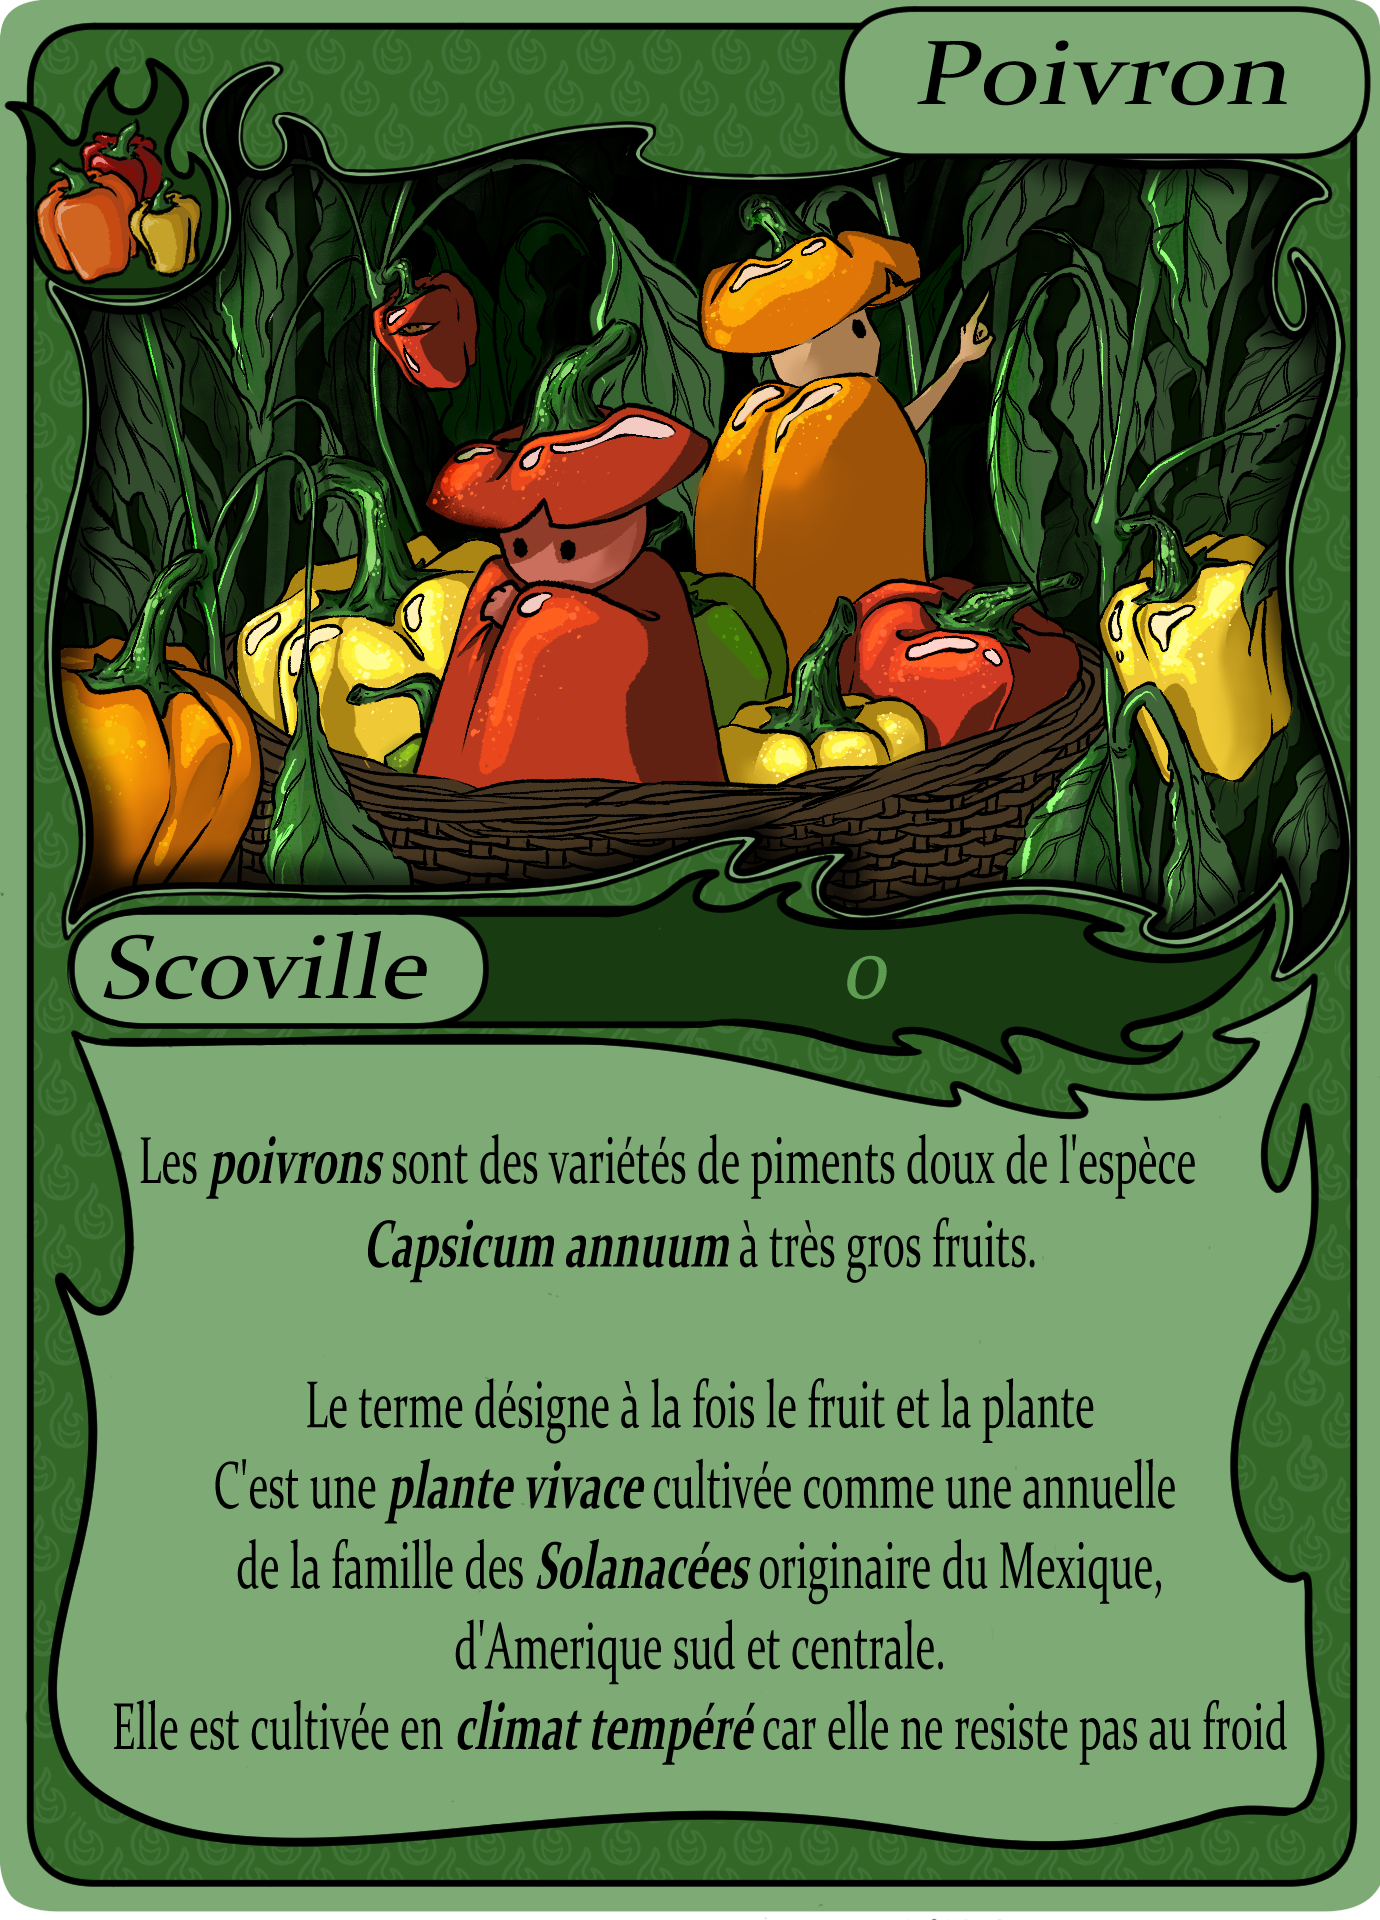 Poivron
Scoville
0
Les poivrons sont des variétés de piments doux de l'espèce
Capsicum annuum à très gros fruits.
Le terme désigne à la fois le fruit et la plante
C'est une plante vivace cultivée comme une annuelle
de la famille des Solanacées originaire du Mexique,
d'Amerique sud et centrale.
Elle est cultivée en climat tempéré car elle ne resiste pas au froid